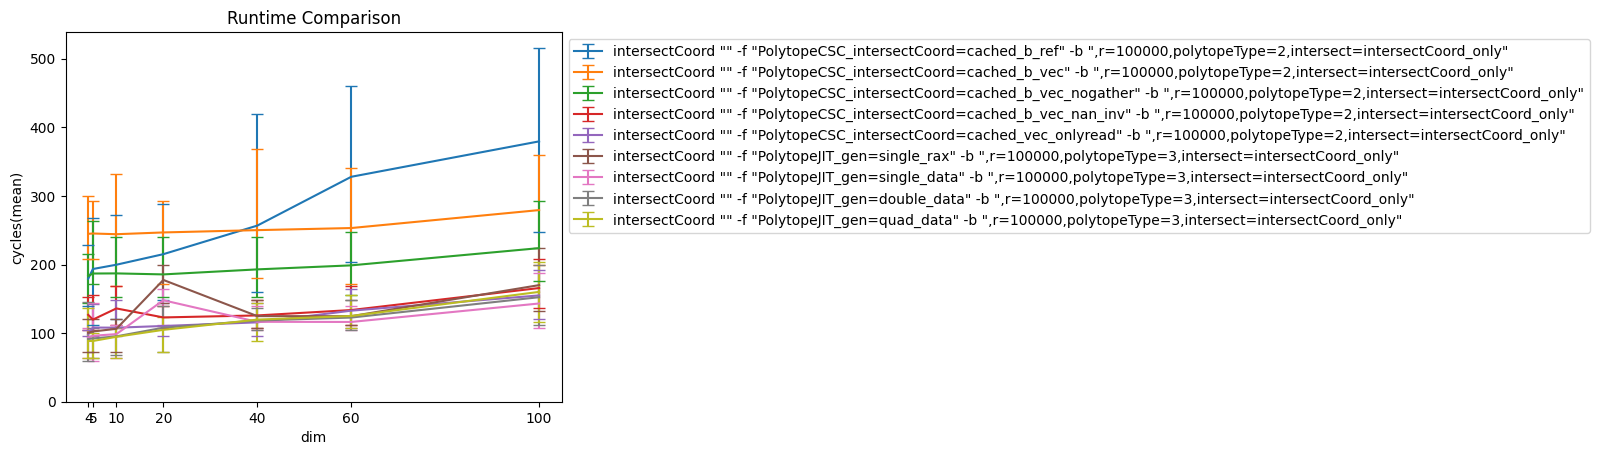 Runtime Comparison
cycles(mean)
500
400
300
200
100
0
4 5 10 20 40 60 100
dim
intersectCoord "" -f "PolytopeCSC_intersectCoord=cached_b_ref" -b ",r=100000,polytopeType=2,intersect=intersectCoord_only"
intersectCoord "" -f "PolytopeCSC_intersectCoord=cached_b_vec" -b ",r=100000,polytopeType=2,intersect=intersectCoord_only"
intersectCoord "" -f "PolytopeCSC_intersectCoord=cached_b_vec_nogather" -b ",r=100000,polytopeType=2,intersect=intersectCoord_only"
intersectCoord "" -f "PolytopeCSC_intersectCoord=cached_b_vec_nan_inv" -b ",r=100000,polytopeType=2,intersect=intersectCoord_only"
intersectCoord "" -f "PolytopeCSC_intersectCoord=cached_vec_onlyread" -b ",r=100000,polytopeType=2,intersect=intersectCoord_only"
intersectCoord "" -f "PolytopeJIT_gen=single_rax" -b ",r=100000,polytopeType=3,intersect=intersectCoord_only"
intersectCoord "" -f "PolytopeJIT_gen=single_data" -b ",r=100000,polytopeType=3,intersect=intersectCoord_only"
intersectCoord "" -f "PolytopeJIT_gen=double_data" -b ",r=100000,polytopeType=3,intersect=intersectCoord_only"
intersectCoord "" -f "PolytopeJIT_gen=quad_data" -b ",r=100000,polytopeType=3,intersect=intersectCoord_only"